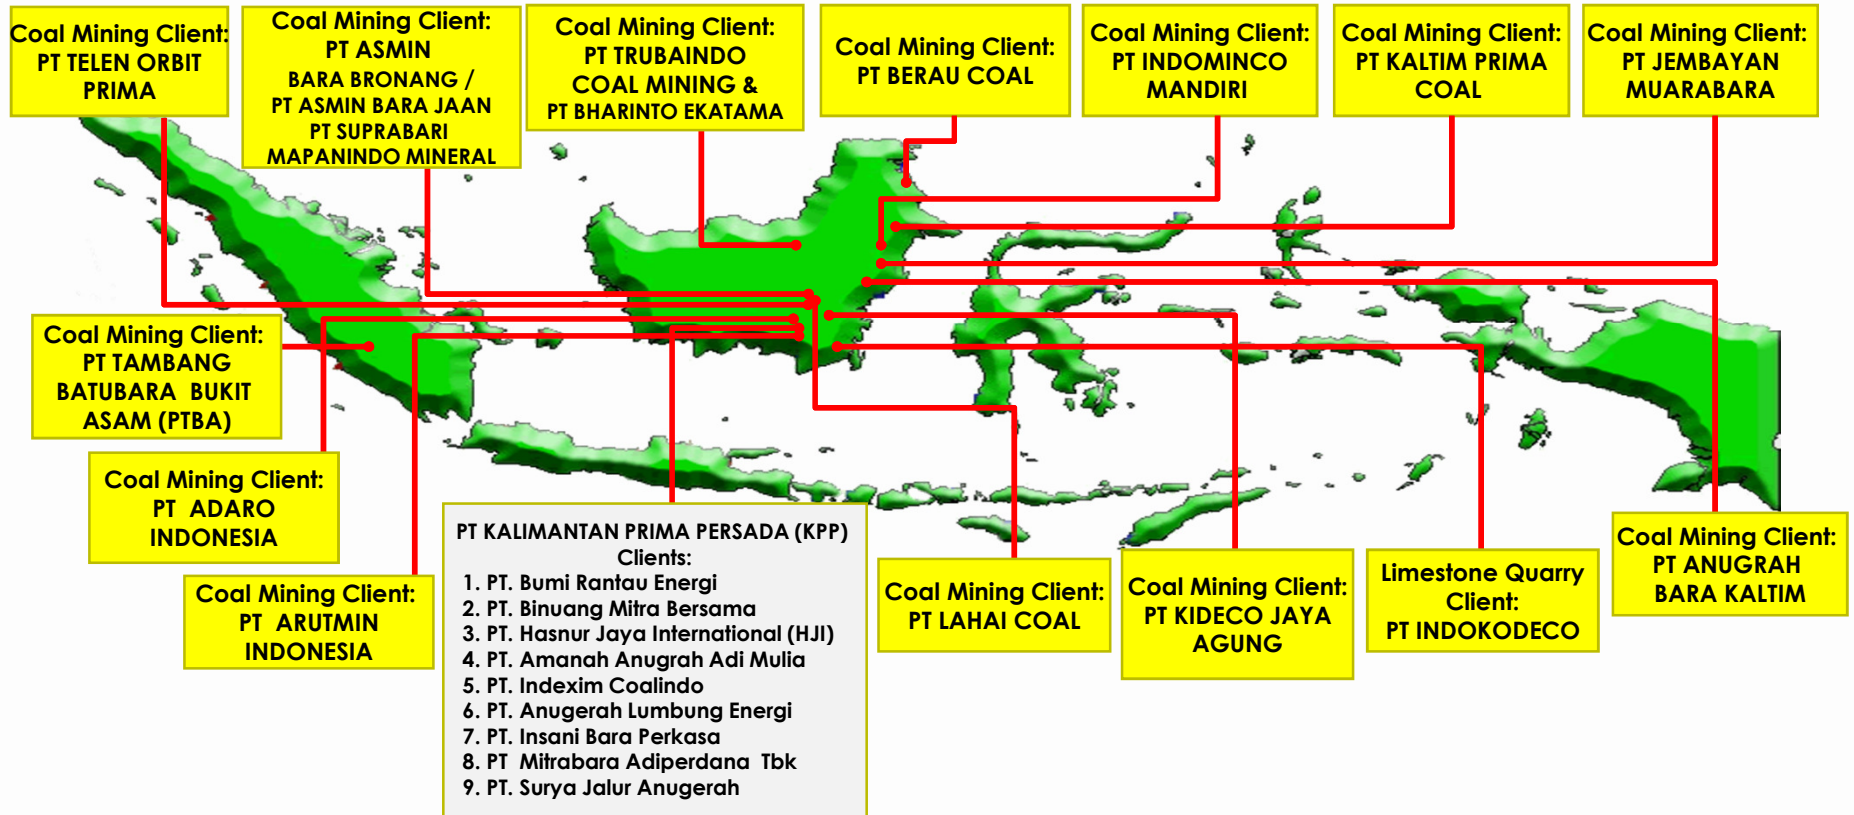 Coal Mining Client:
PT TELEN ORBIT
PRIMA
Coal Mining Client:
PT ASMIN
BARA BRONANG /
PT ASMIN BARA JAAN
PT SUPRABARI
MAPANINDO MINERAL
Coal Mining Client:
PT TRUBAINDO
COAL MINING &
PT BHARINTO EKATAMA
Coal Mining Client:
PT BERAU COAL
Coal Mining Client:
PT INDOMINCO
MANDIRI
Coal Mining Client:
PT KALTIM PRIMA
COAL
Coal Mining Client:
PT JEMBAYAN
MUARABARA
Coal Mining Client:
PT TAMBANG
BATUBARA BUKIT
ASAM (PTBA)
Coal Mining Client:
PT ADARO
INDONESIA
Coal Mining Client:
PT ARUTMIN
INDONESIA
PT KALIMANTAN PRIMA PERSADA (KPP)
Clients:
1. PT. Bumi Rantau Energi
2. PT. Binuang Mitra Bersama
3. PT. Hasnur Jaya International (HJI)
4. PT. Amanah Anugrah Adi Mulia
5. PT. Indexim Coalindo
6. PT. Anugerah Lumbung Energi
7. PT. Insani Bara Perkasa
8. PT Mitrabara Adiperdana Tbk
9. PT. Surya Jalur Anugerah
Coal Mining Client:
PT LAHAI COAL
Coal Mining Client:
PT KIDECO JAYA
AGUNG
Limestone Quarry
Client:
PT INDOKODECO
Coal Mining Client:
PT ANUGRAH
BARA KALTIM